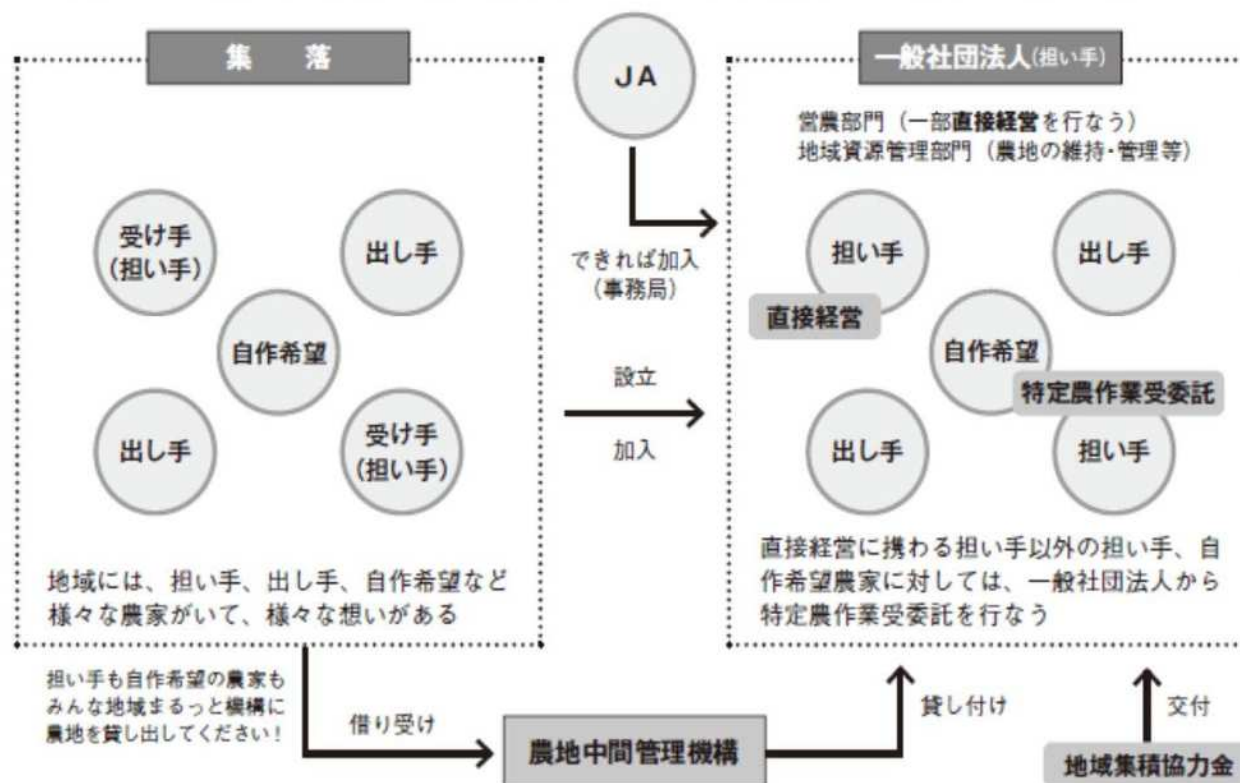 集　落
受け手
(担い手)
出し手
自作希望
出し手
受け手
(担い手)
地域には、担い手、出し手、自作希望など
様々な農家がいて、様々な想いがある
JA
できれば加入
(事務局)
設立
加入
一般社団法人(担い手)
営農部門（一部直接経営を行なう）
地域資源管理部門（農地の維持・管理等）
担い手
直接経営
出し手
自作希望
特定農作業受委託
出し手
担い手
直接経営に携わる担い手以外の担い手、自
作希望農家に対しては、一般社団法人から
特定農作業受委託を行なう
担い手も自作希望の農家も
みんな地域まるっと機構に
農地を貸し出してください！
借り受け
農地中間管理機構
貸し付け
交付
地域集積協力金